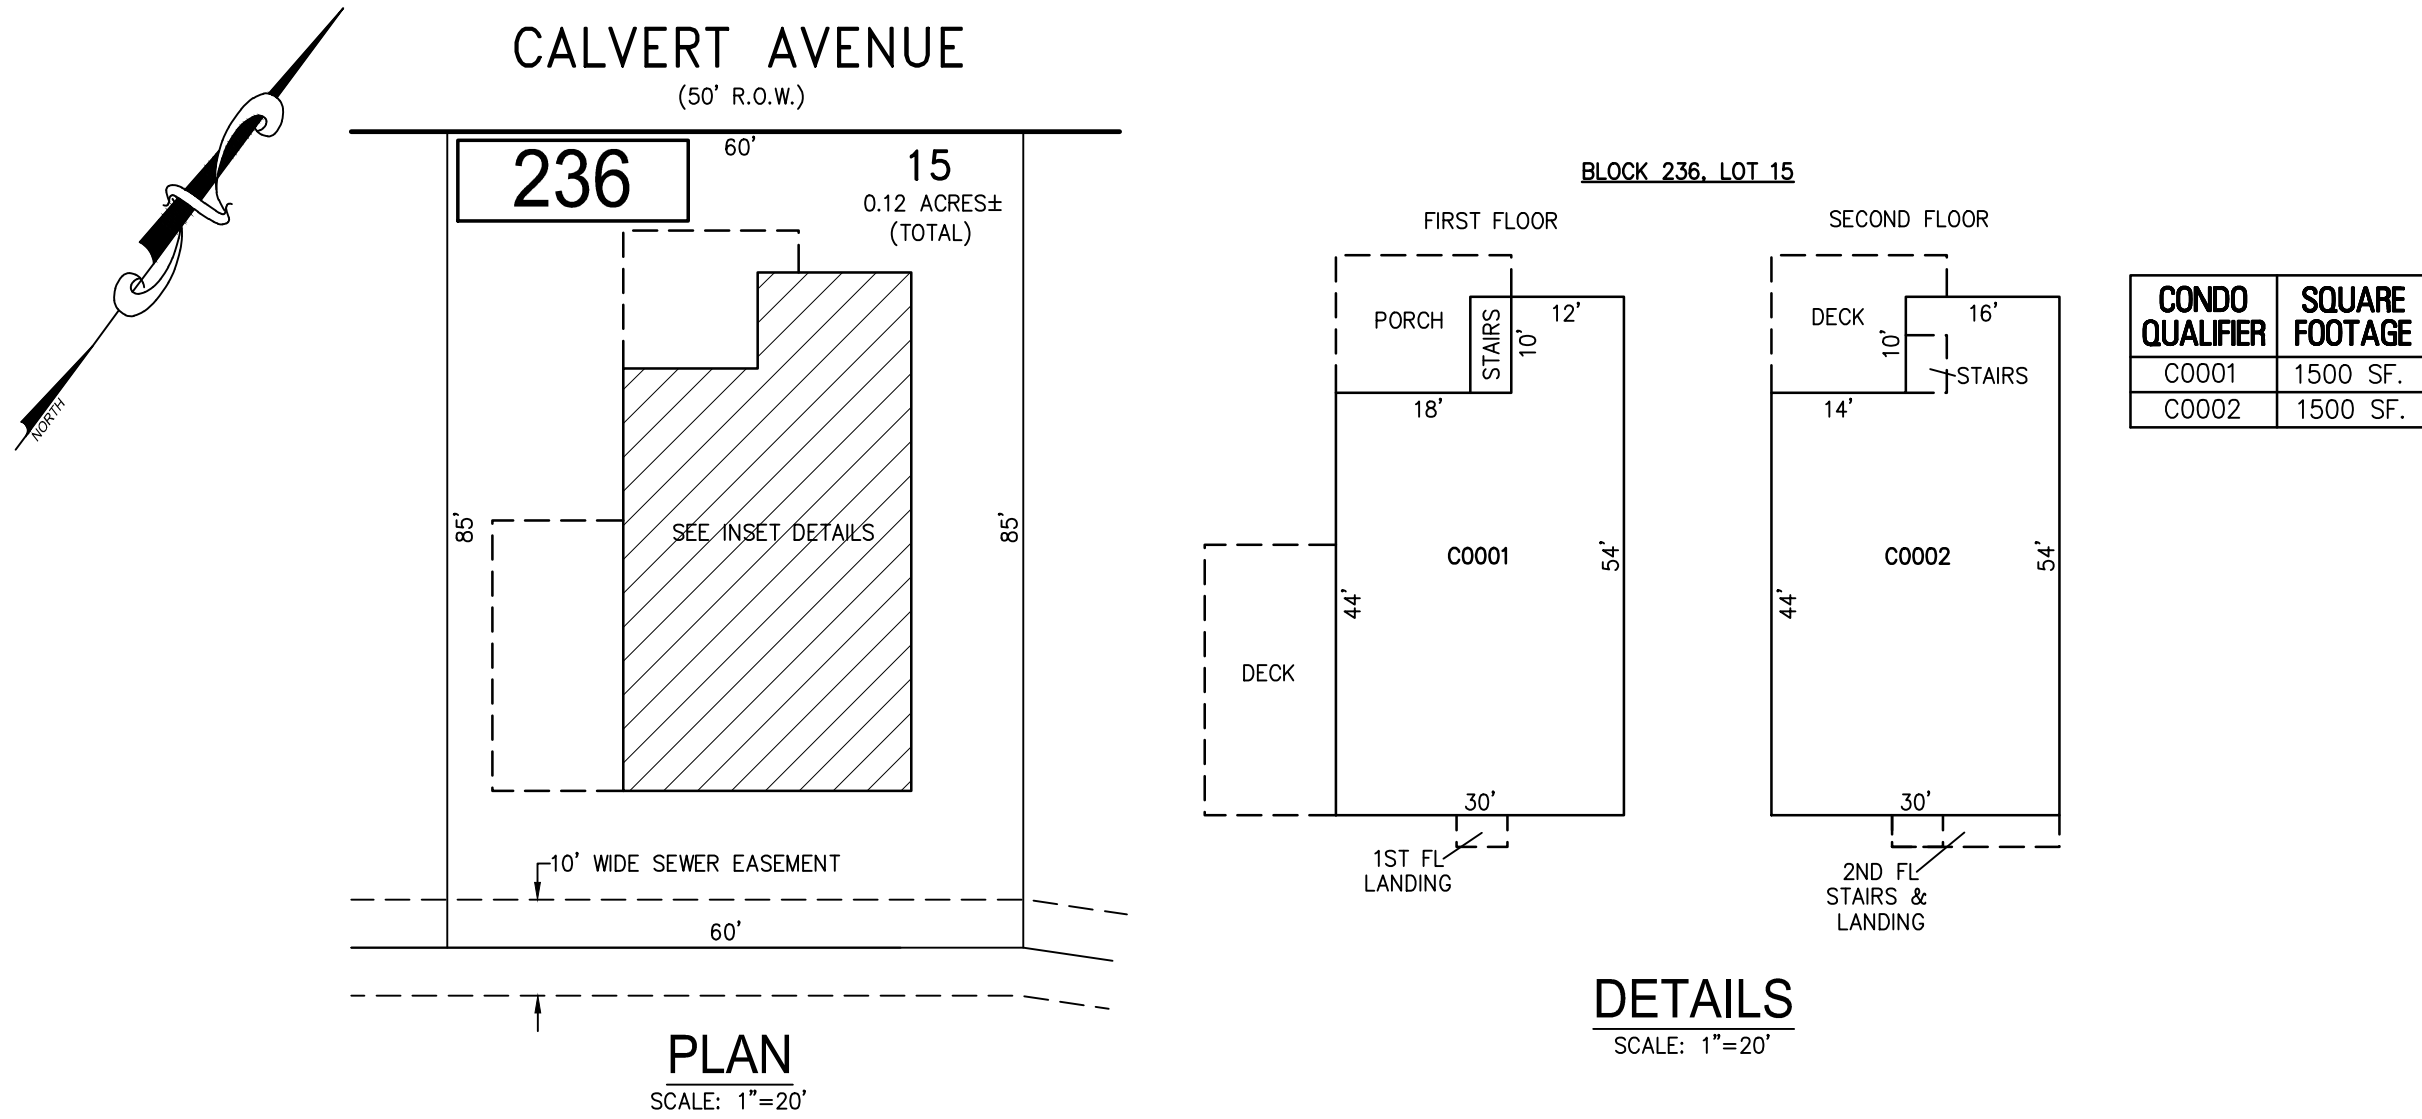 CALVERT AVENUE
(50' R.O.W.)
60'
236
15
0.12 ACRES±
(TOTAL)
NORTH
85'
85'
SEE INSET DETAILS
10' WIDE SEWER EASEMENT
60'
PLAN
SCALE: 1"=20'
BLOCK 236, LOT 15
FIRST FLOOR
PORCH
STAIRS
12'
10'
18'
C0001
54'
44'
DECK
30'
1ST FL
LANDING
SECOND FLOOR
DECK
16'
10'
STAIRS
14'
C0002
54'
44'
30'
2ND FL
STAIRS &
LANDING
DETAILS
SCALE: 1"=20'
CONDO QUALIFIER SQUARE FOOTAGE
C0001 1500 SF.
C0002 1500 SF.